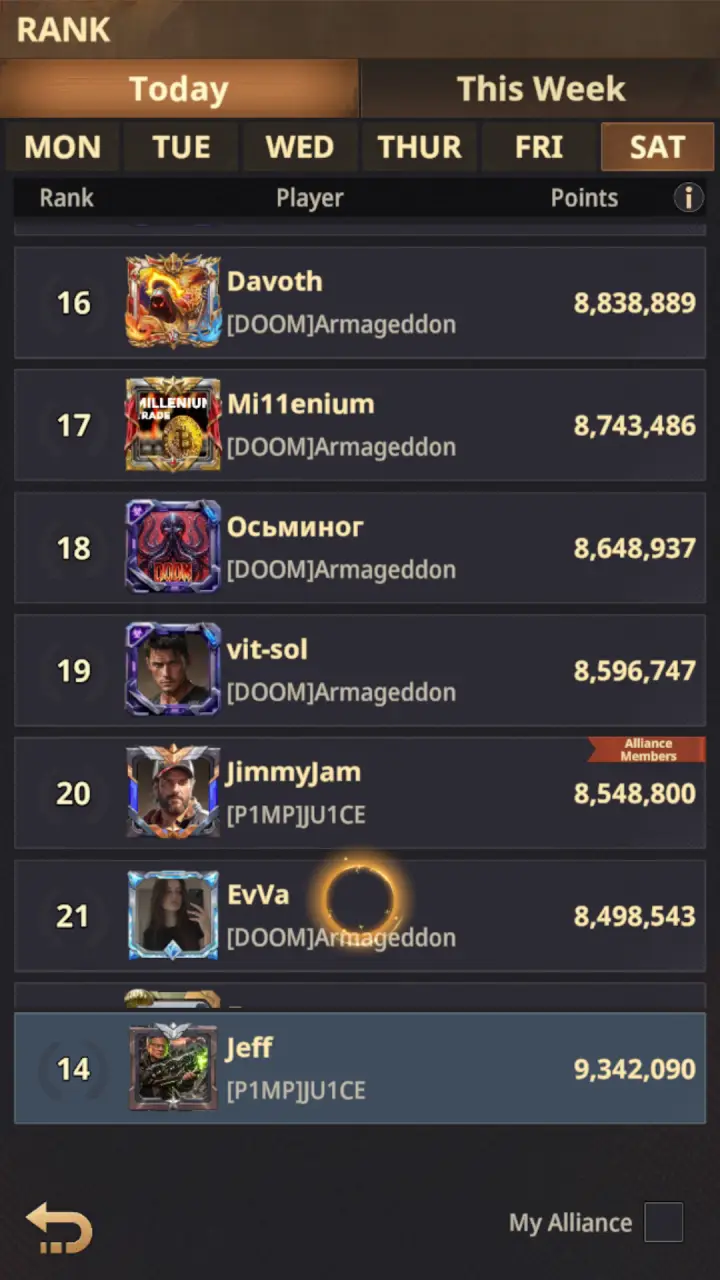 RANK
Today
This Week
MON TUE WED THUR FRI SAT
Rank Player Points i
16
Davoth
[DOOM]Armageddon
8,838,889
17
MILLENIUM
TRADE
Mi11enium
[DOOM]Armageddon
8,743,486
18
DOOM
Осьминог
[DOOM]Armageddon
8,648,937
19
vit-sol
[DOOM]Armageddon
8,596,747
Alliance
Members
20
JimmyJam
[P1MP]JU1CE
8,548,800
21
EvVa
[DOOM]Armageddon
8,498,543
14
Jeff
[P1MP]JU1CE
9,342,090
My Alliance